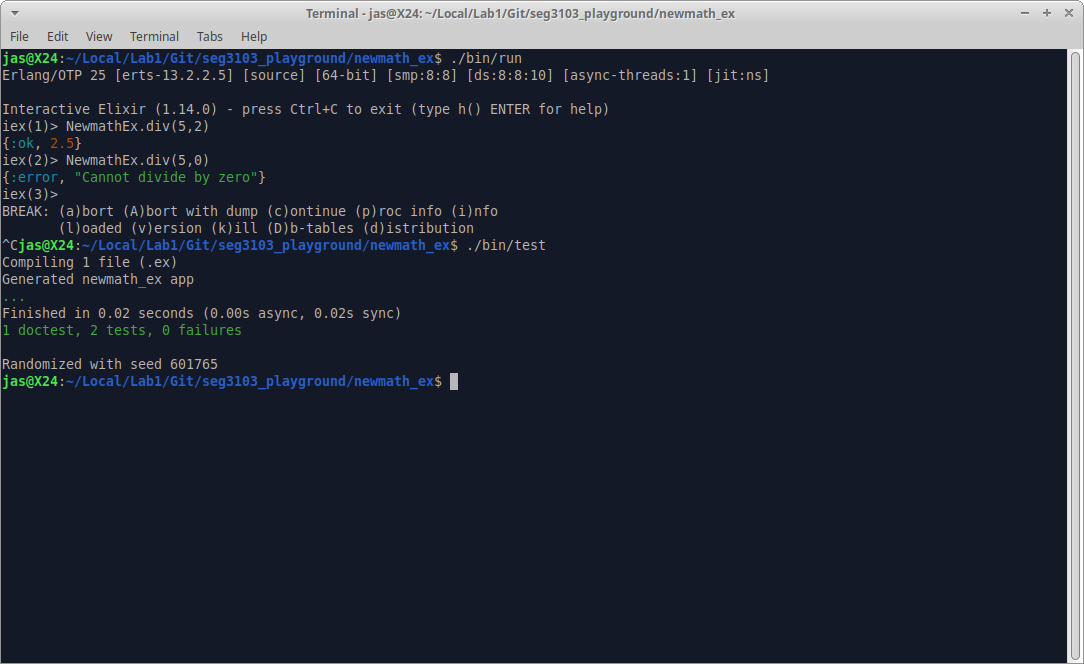 Terminal - jas@X24: ~/Local/Lab1/Git/seg3103_playground/newmath_ex
File Edit View Terminal Tabs Help
jas@X24:~/Local/Lab1/Git/seg3103_playground/newmath_ex$ ./bin/run
Erlang/OTP 25 [erts-13.2.2.5] [source] [64-bit] [smp:8:8] [ds:8:8:10] [async-threads:1] [jit:ns]
Interactive Elixir (1.14.0) - press Ctrl+C to exit (type h() ENTER for help)
iex(1)> NewmathEx.div(5,2)
{:ok, 2.5}
iex(2)> NewmathEx.div(5,0)
{:error, "Cannot divide by zero"}
iex(3)>
BREAK: (a)bort (A)bort with dump (c)ontinue (p)roc info (i)nfo
       (l)oaded (v)ersion (k)ill (D)b-tables (d)istribution
^Cjas@X24:~/Local/Lab1/Git/seg3103_playground/newmath_ex$ ./bin/test
Compiling 1 file (.ex)
Generated newmath_ex app
...
Finished in 0.02 seconds (0.00s async, 0.02s sync)
1 doctest, 2 tests, 0 failures
Randomized with seed 601765
jas@X24:~/Local/Lab1/Git/seg3103_playground/newmath_ex$